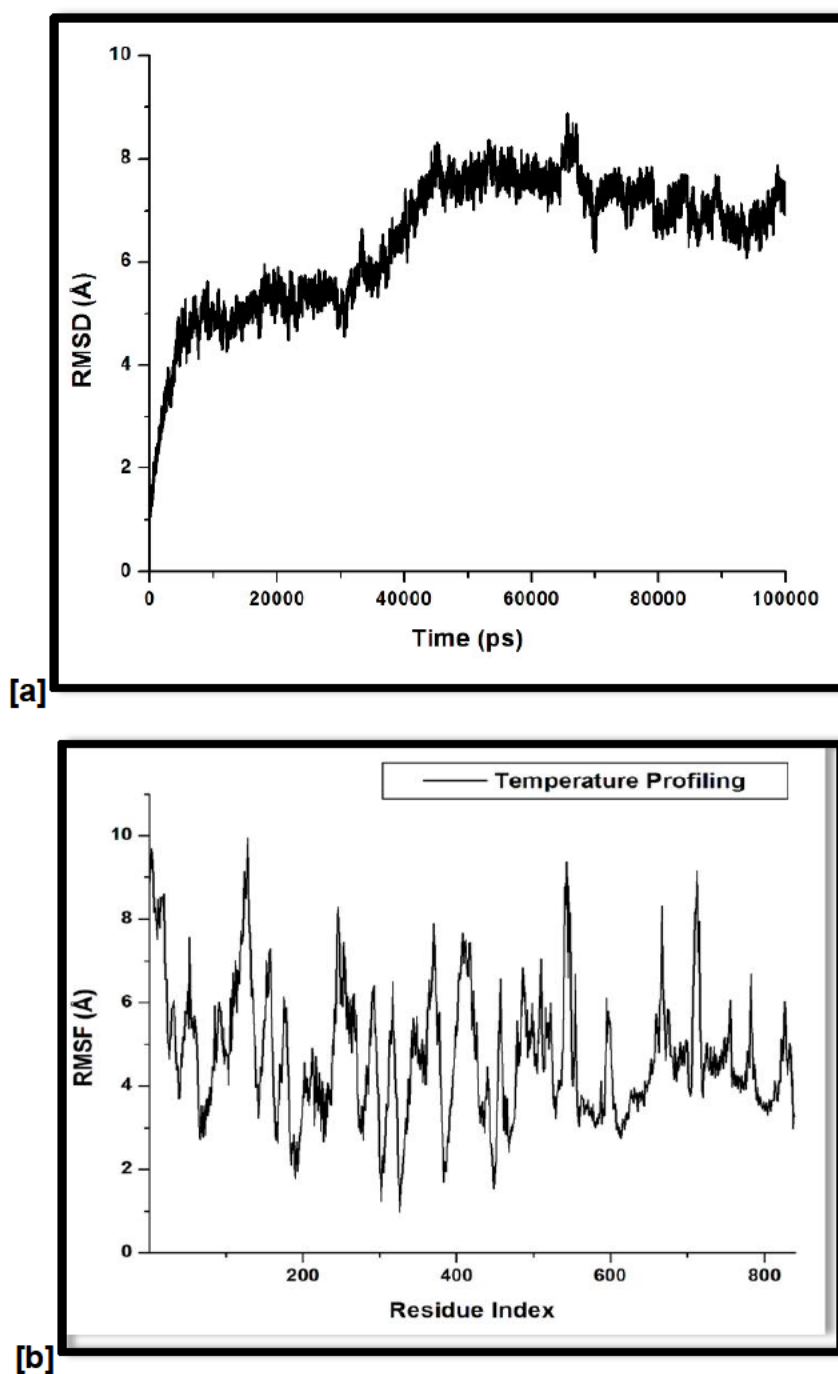 10
8
6
4
2
0
RMSD (Å)
0 20000 40000 60000 80000 100000
Time (ps)
[a]
Temperature Profiling
10
8
6
4
2
0
RMSF (Å)
200 400 600 800
Residue Index
[b]